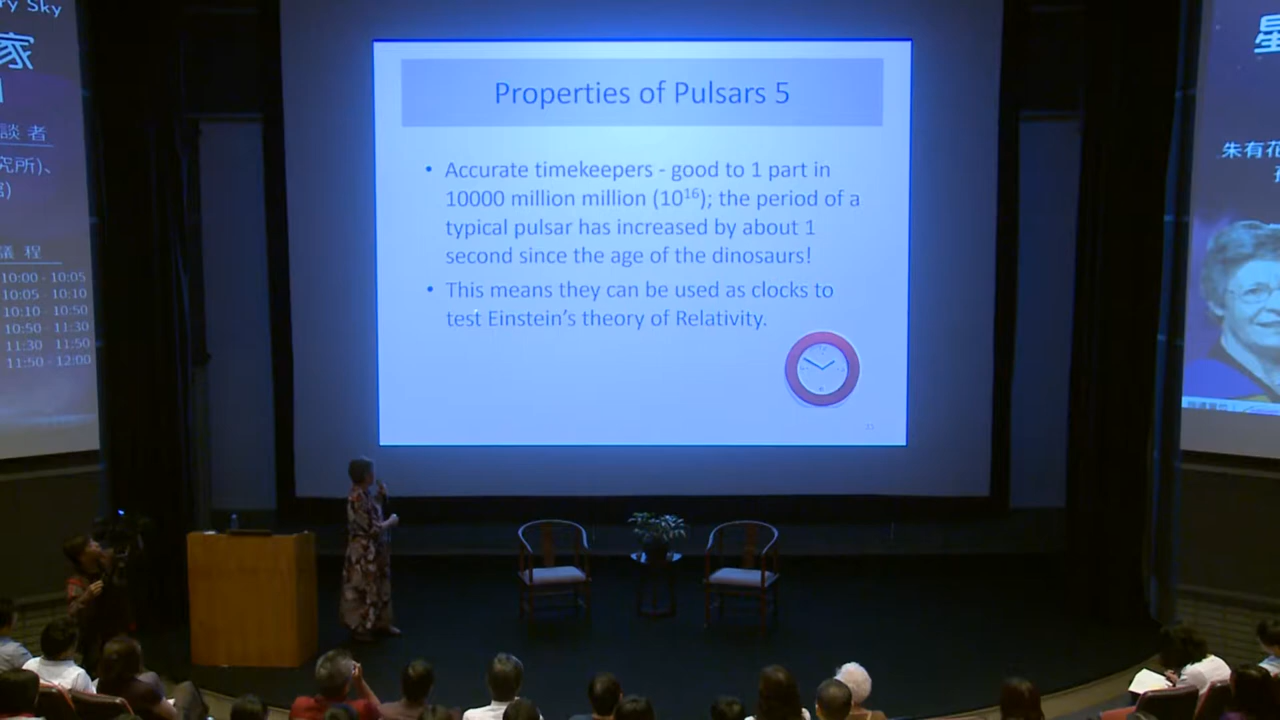 ry Sky
家
談 者
究所)、
議 程
10:00 - 10:05
10:05 - 10:10
10:10 - 10:50
10:50 - 11:30
11:30 - 11:50
11:50 - 12:00
Properties of Pulsars 5
• Accurate timekeepers - good to 1 part in
10000 million million (10¹⁶); the period of a
typical pulsar has increased by about 1
second since the age of the dinosaurs!
• This means they can be used as clocks to
test Einstein's theory of Relativity.
星
朱有花